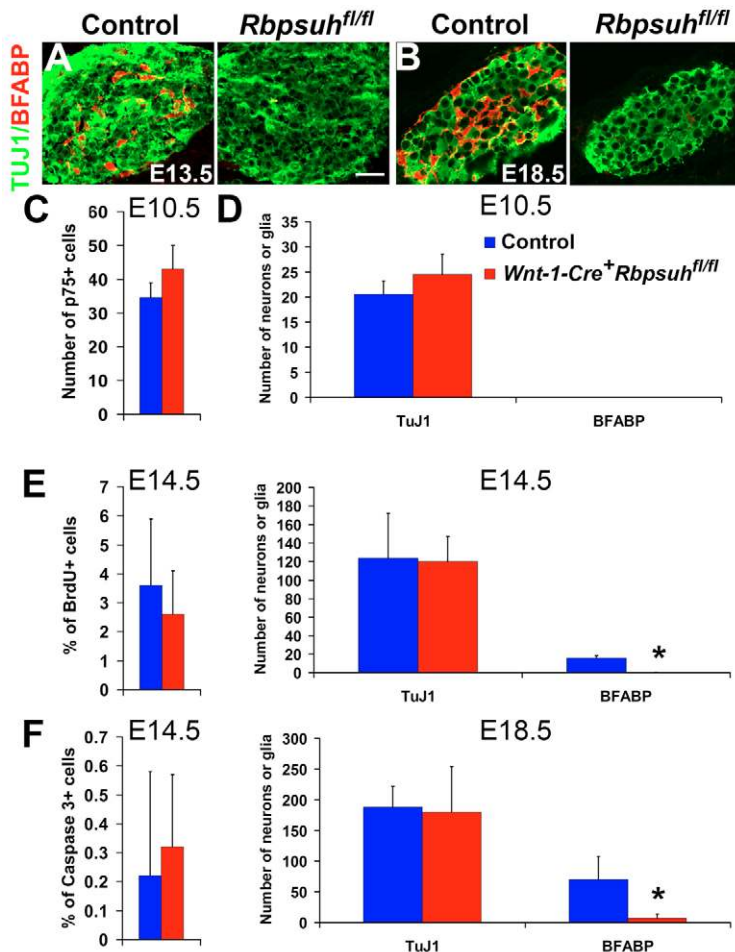 Control Rbpsuh^fl/fl Control Rbpsuh^fl/fl
TUJ1/BFABP
A E13.5 B E18.5
C E10.5
Number of p75+ cells
60
50
40
30
20
10
0
D E10.5
Number of neurons or glia
35
30
25
20
15
10
5
0
Control
Wnt-1-Cre^+Rbpsuh^fl/fl
TuJ1 BFABP
E E14.5
% of BrdU+ cells
7
6
5
4
3
2
1
0
E14.5
Number of neurons or glia
200
180
160
140
120
100
80
60
40
20
0
*
TuJ1 BFABP
F E14.5
% of Caspase 3+ cells
0.7
0.6
0.5
0.4
0.3
0.2
0.1
0
E18.5
Number of neurons or glia
300
250
200
150
100
50
0
*
TuJ1 BFABP